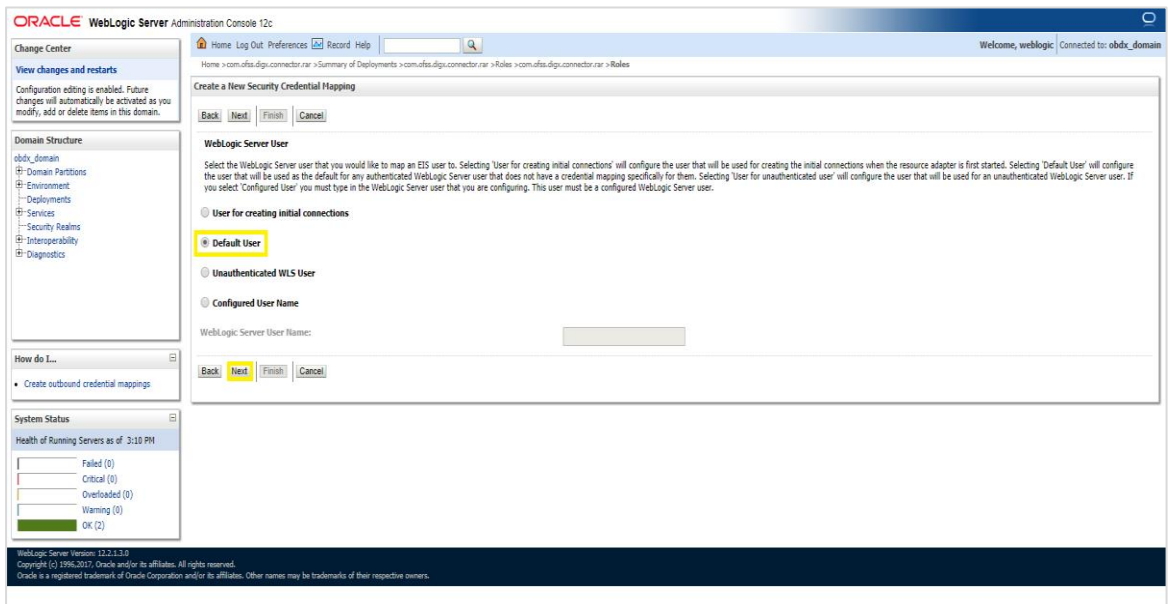 ORACLE WebLogic Server Administration Console 12c
Change Center
View changes and restarts
Configuration editing is enabled. Future
changes will automatically be activated as you
modify, add or delete items in this domain.
Domain Structure
obdx_domain
Domain Partitions
Environment
Deployments
Services
Security Realms
Interoperability
Diagnostics
How do I...
Create outbound credential mappings
System Status
Health of Running Servers as of 3:10 PM
Failed (0)
Critical (0)
Overloaded (0)
Warning (0)
OK (2)
Home Log Out Preferences Record Help
Welcome, weblogic Connected to: obdx_domain
Home >com.ofss.digx.connector.rar >Summary of Deployments >com.ofss.digx.connector.rar >Roles >com.ofss.digx.connector.rar >Roles
Create a New Security Credential Mapping
Back Next Finish Cancel
WebLogic Server User
Select the WebLogic Server user that you would like to map an EIS user to. Selecting 'User for creating initial connections' will configure the user that will be used for creating the initial connections when the resource adapter is first started. Selecting 'Default User' will configure
the user that will be used as the default for any authenticated WebLogic Server user that does not have a credential mapping specifically for them. Selecting 'User for unauthenticated user' will configure the user that will be used for an unauthenticated WebLogic Server user. If
you select 'Configured User' you must type in the WebLogic Server user that you are configuring. This user must be a configured WebLogic Server user.
User for creating initial connections
Default User
Unauthenticated WLS User
Configured User Name
WebLogic Server User Name:
Back Next Finish Cancel
WebLogic Server Version: 12.2.1.3.0
Copyright (c) 1996,2017, Oracle and/or its affiliates. All rights reserved.
Oracle is a registered trademark of Oracle Corporation and/or its affiliates. Other names may be trademarks of their respective owners.